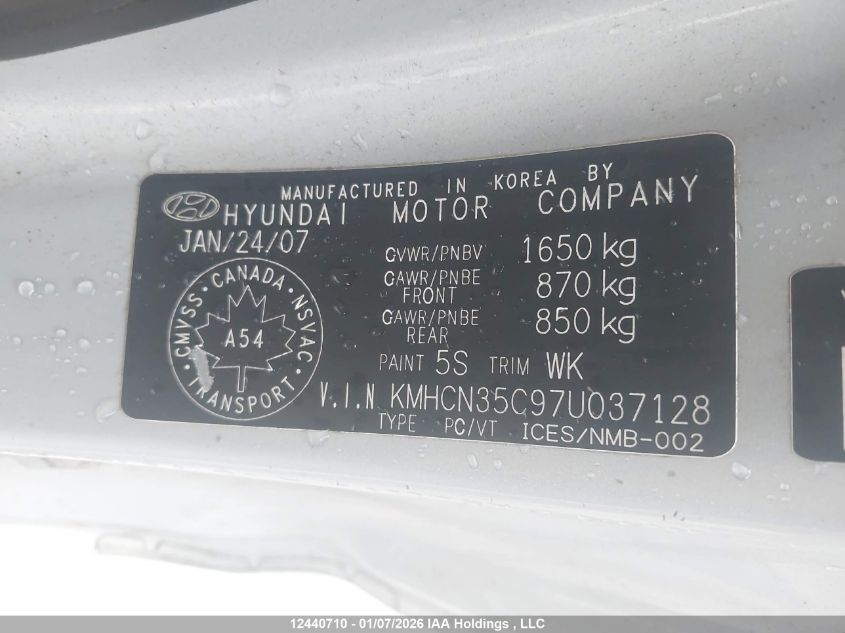 MANUFACTURED IN KOREA BY
HYUNDAI MOTOR COMPANY
JAN/24/07
GVWR/PNBV 1650 kg
GAWR/PNBE FRONT 870 kg
GAWR/PNBE REAR 850 kg
CANADA
CMVSS NSVAC
A54
TRANSPORT
PAINT 5S TRIM WK
V.I.N KMHCN35C97U037128
TYPE PC/VT ICES/NMB-002
12440710 - 01/07/2026 IAA Holdings , LLC